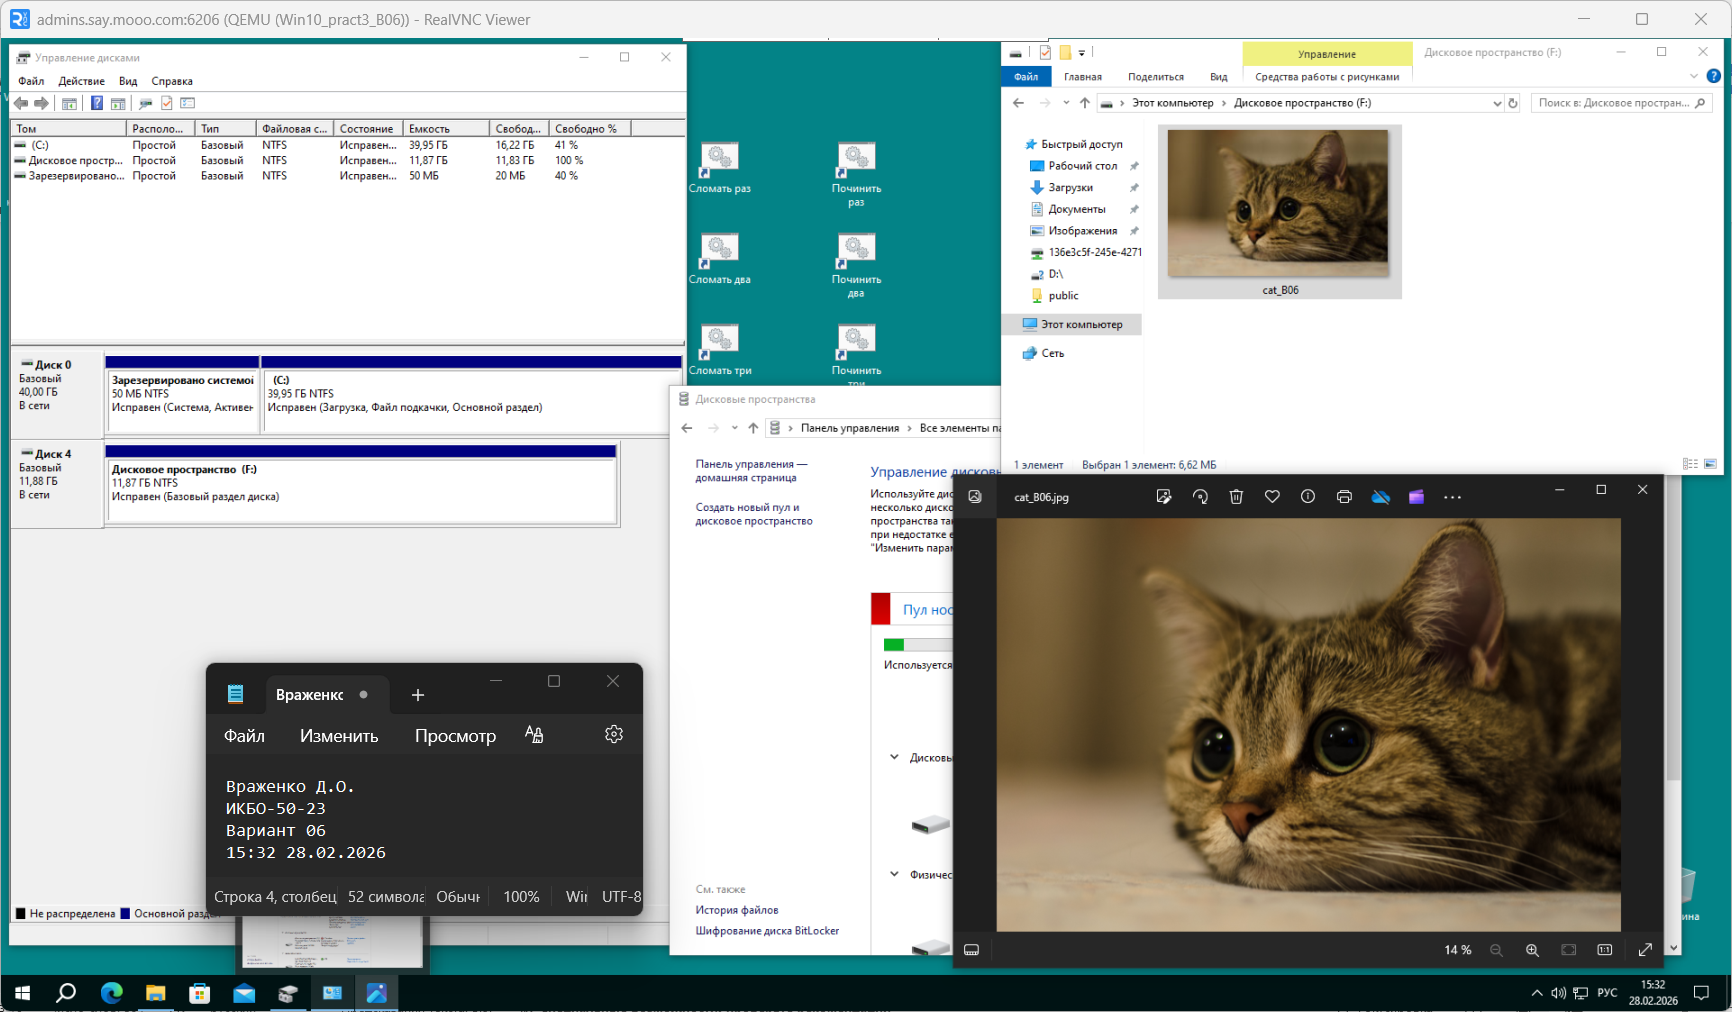 admins.say.mooo.com:6206 (QEMU (Win10_pract3_B06)) - RealVNC Viewer
Управление дисками
Файл Действие Вид Справка
Том Располо... Тип Файловая с... Состояние Емкость Свобод... Свободно %
(C:) Простой Базовый NTFS Исправен... 39,95 ГБ 16,22 ГБ 41 %
Дисковое простр... Простой Базовый NTFS Исправен... 11,87 ГБ 11,83 ГБ 100 %
Зарезервировано... Простой Базовый NTFS Исправен... 50 МБ 20 МБ 40 %
Диск 0
Базовый
40,00 ГБ
В сети
Зарезервировано системой
50 МБ NTFS
Исправен (Система, Активен
(C:)
39,95 ГБ NTFS
Исправен (Загрузка, Файл подкачки, Основной раздел)
Диск 4
Базовый
11,88 ГБ
В сети
Дисковое пространство (F:)
11,87 ГБ NTFS
Исправен (Базовый раздел диска)
Не распределена Основной раздел
Сломать раз
Починить раз
Сломать два
Починить два
Сломать три
Починить три
Управление
Дисковое пространство (F:)
Файл Главная Поделиться Вид Средства работы с рисунками
Этот компьютер Дисковое пространство (F:)
Поиск в: Дисковое простран...
Быстрый доступ
Рабочий стол
Загрузки
Документы
Изображения
136e3c5f-245e-4271
D:\
public
Этот компьютер
Сеть
cat_B06
1 элемент Выбран 1 элемент: 6,62 МБ
Дисковые пространства
Панель управления Все элементы па
Панель управления —
домашняя страница
Создать новый пул и
дисковое пространство
Управление дисковы
Используйте дис
несколько диско
пространства та
при недостатке е
"Изменить парам
Пул нос
Используется
Дисковы
Физичес
См. также
История файлов
Шифрование диска BitLocker
cat_B06.jpg
14 %
Враженкс
Файл Изменить Просмотр
Враженко Д.О.
ИКБО-50-23
Вариант 06
15:32 28.02.2026
Строка 4, столбец 52 символа Обычн 100% Wir UTF-8
ина
РУС
15:32
28.02.2026